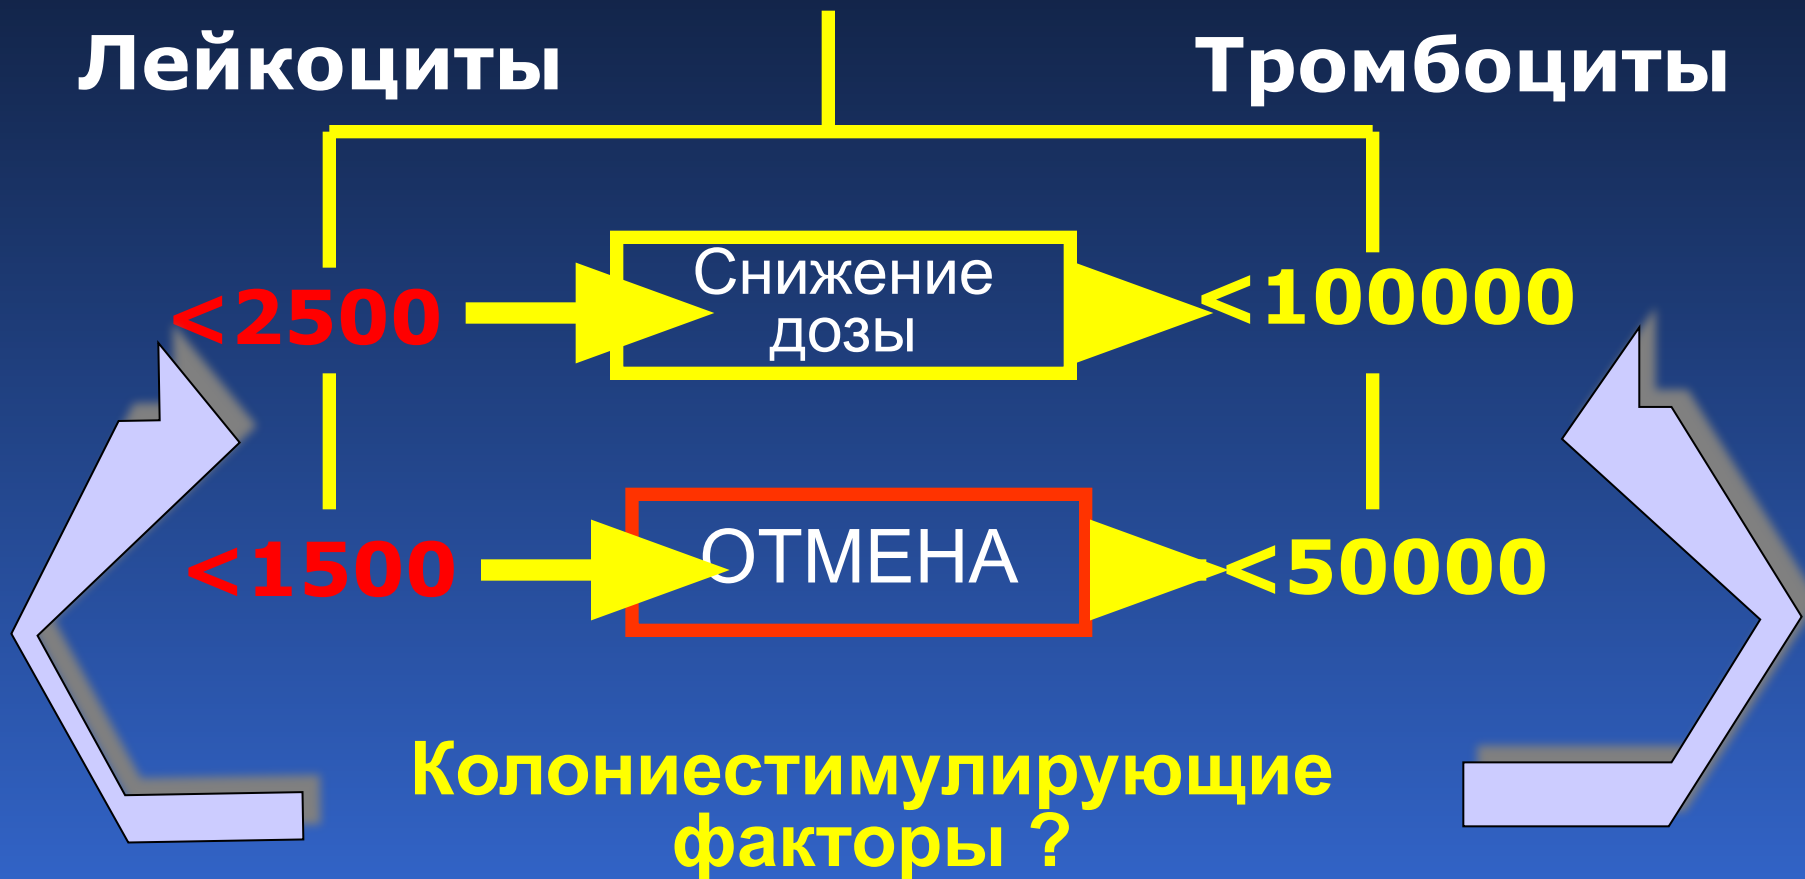 Лейкоциты
Тромбоциты
<2500
Снижение
дозы
<100000
<1500
ОТМЕНА
<50000
Колониестимулирующие
факторы ?